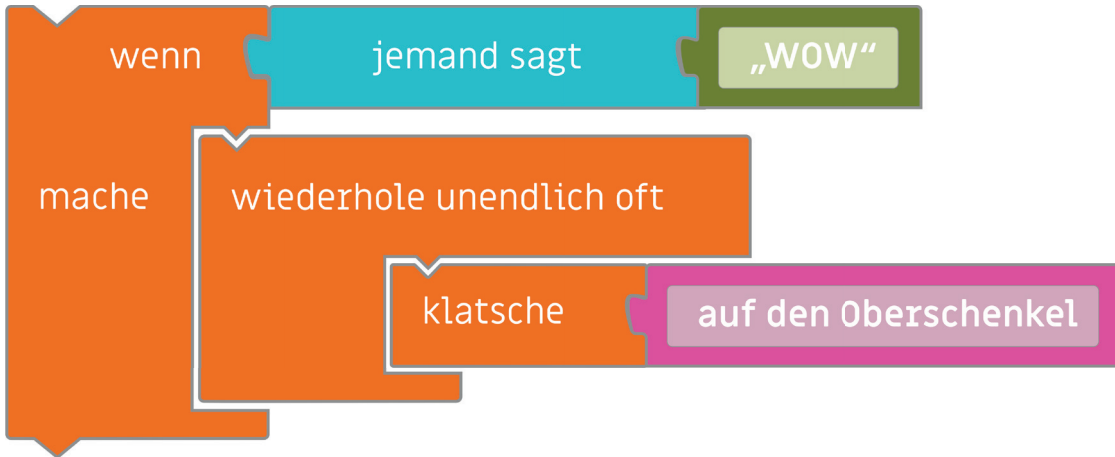 wenn jemand sagt „WOW“
mache wiederhole unendlich oft
klatsche auf den Oberschenkel